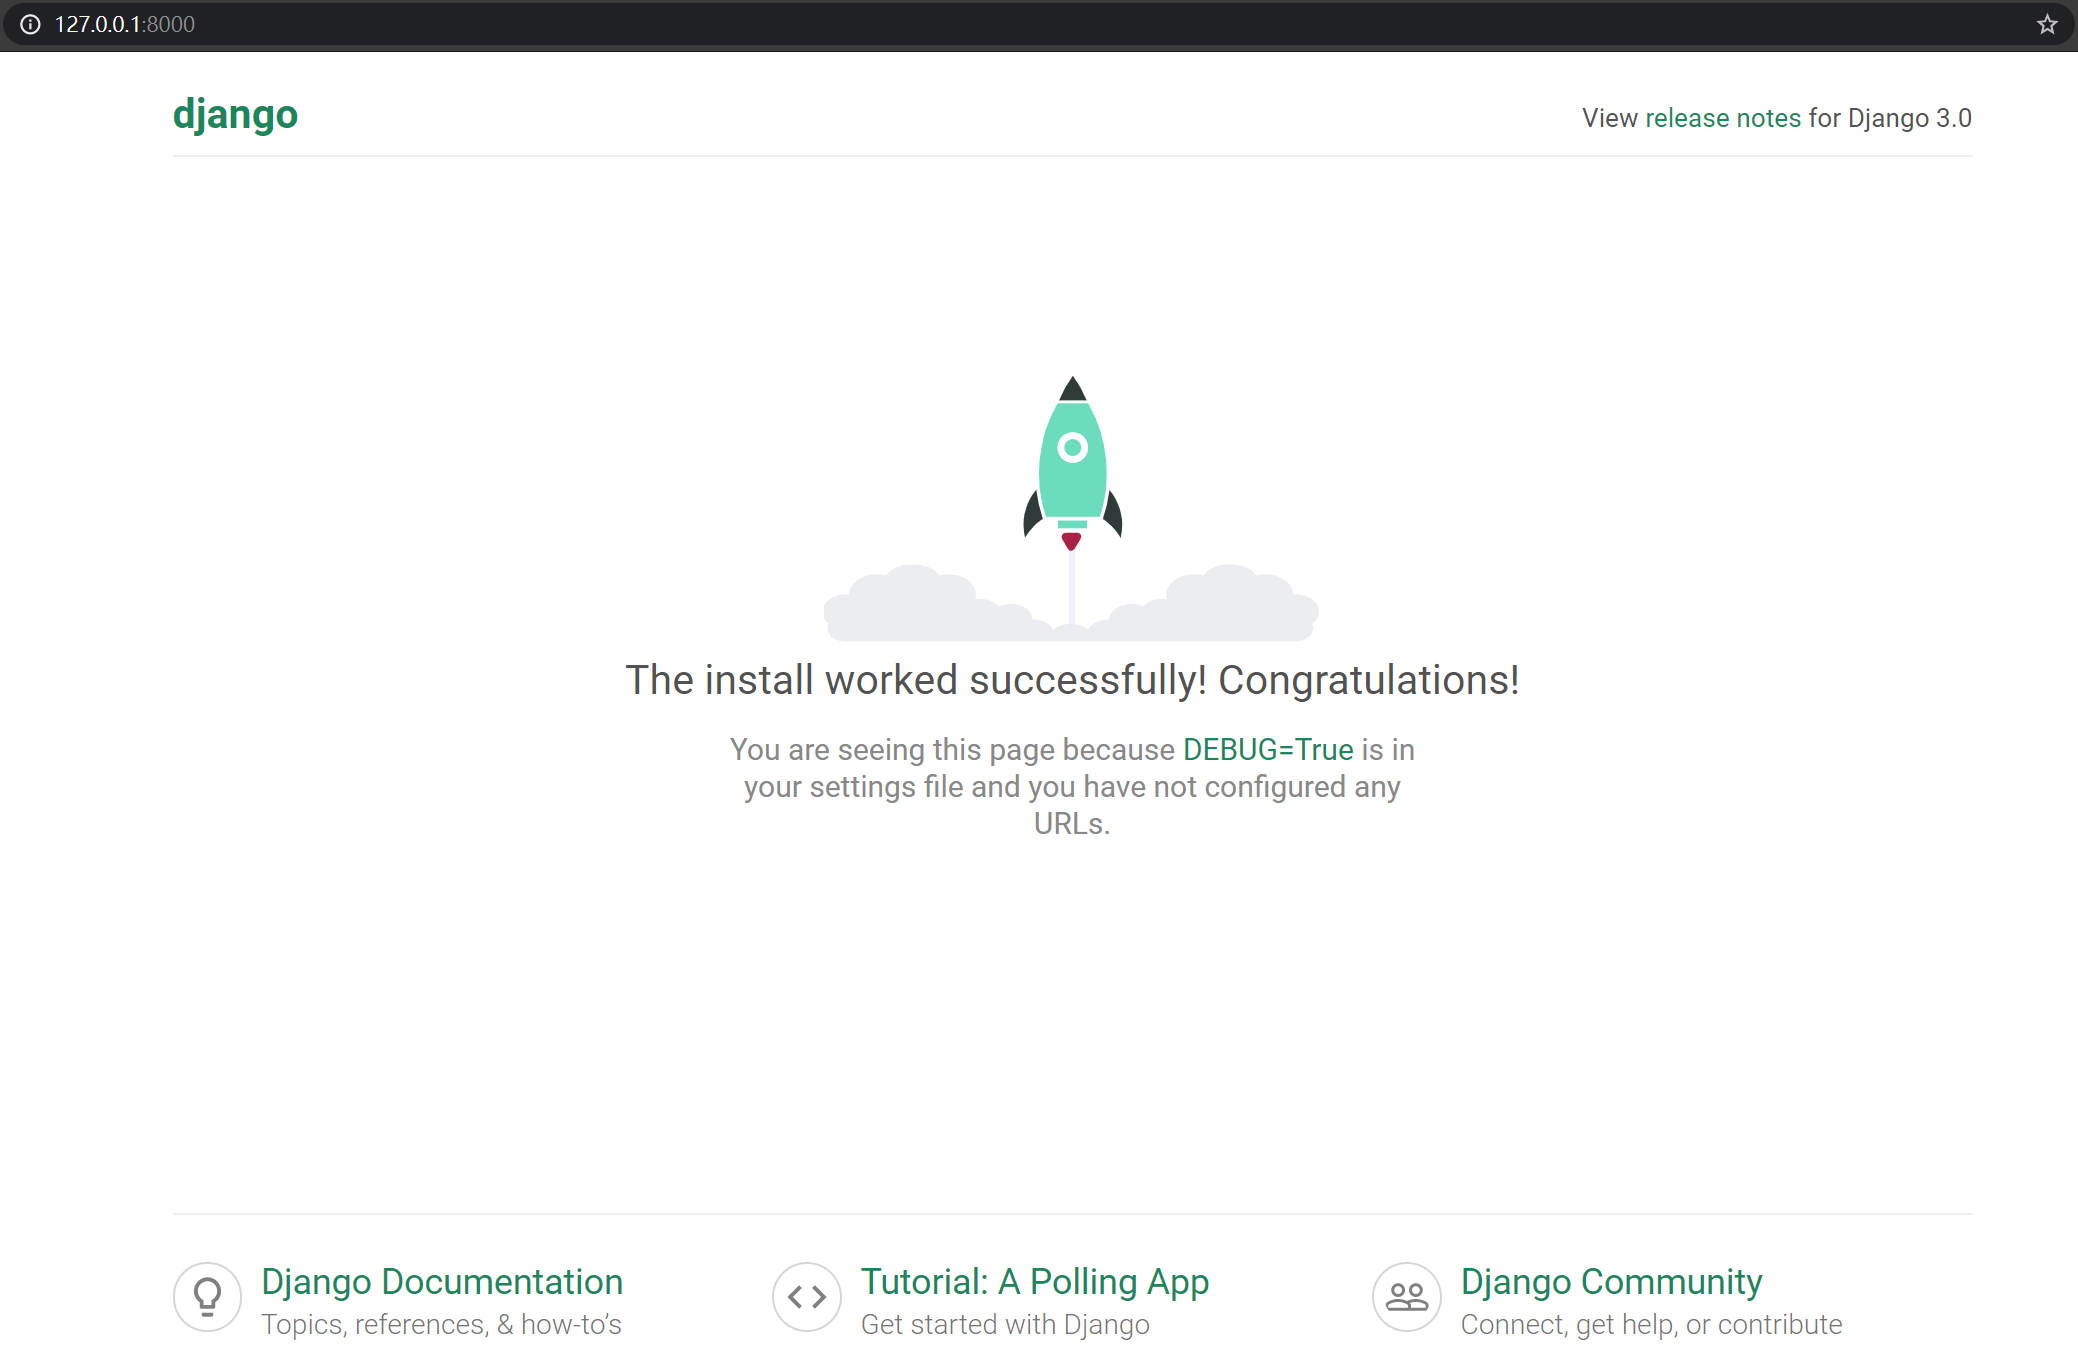 127.0.0.1:8000
django
View release notes for Django 3.0
The install worked successfully! Congratulations!
You are seeing this page because DEBUG=True is in
your settings file and you have not configured any
URLs.
Django Documentation
Topics, references, & how-to’s
Tutorial: A Polling App
Get started with Django
Django Community
Connect, get help, or contribute